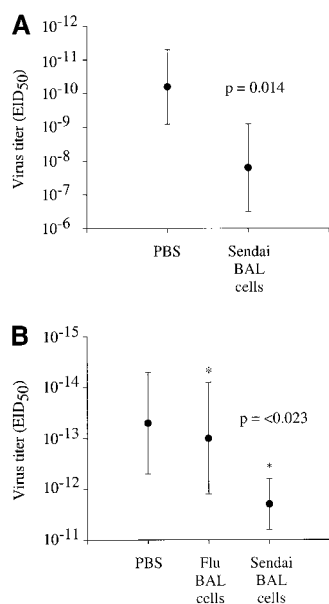 A
Virus titer (EID50)
10-12
10-11
10-10
10-9
10-8
10-7
10-6
p = 0.014
PBS
Sendai
BAL
cells
B
Virus titer (EID50)
10-15
10-14
10-13
10-12
10-11
*
p = <0.023
*
PBS
Flu
BAL
cells
Sendai
BAL
cells